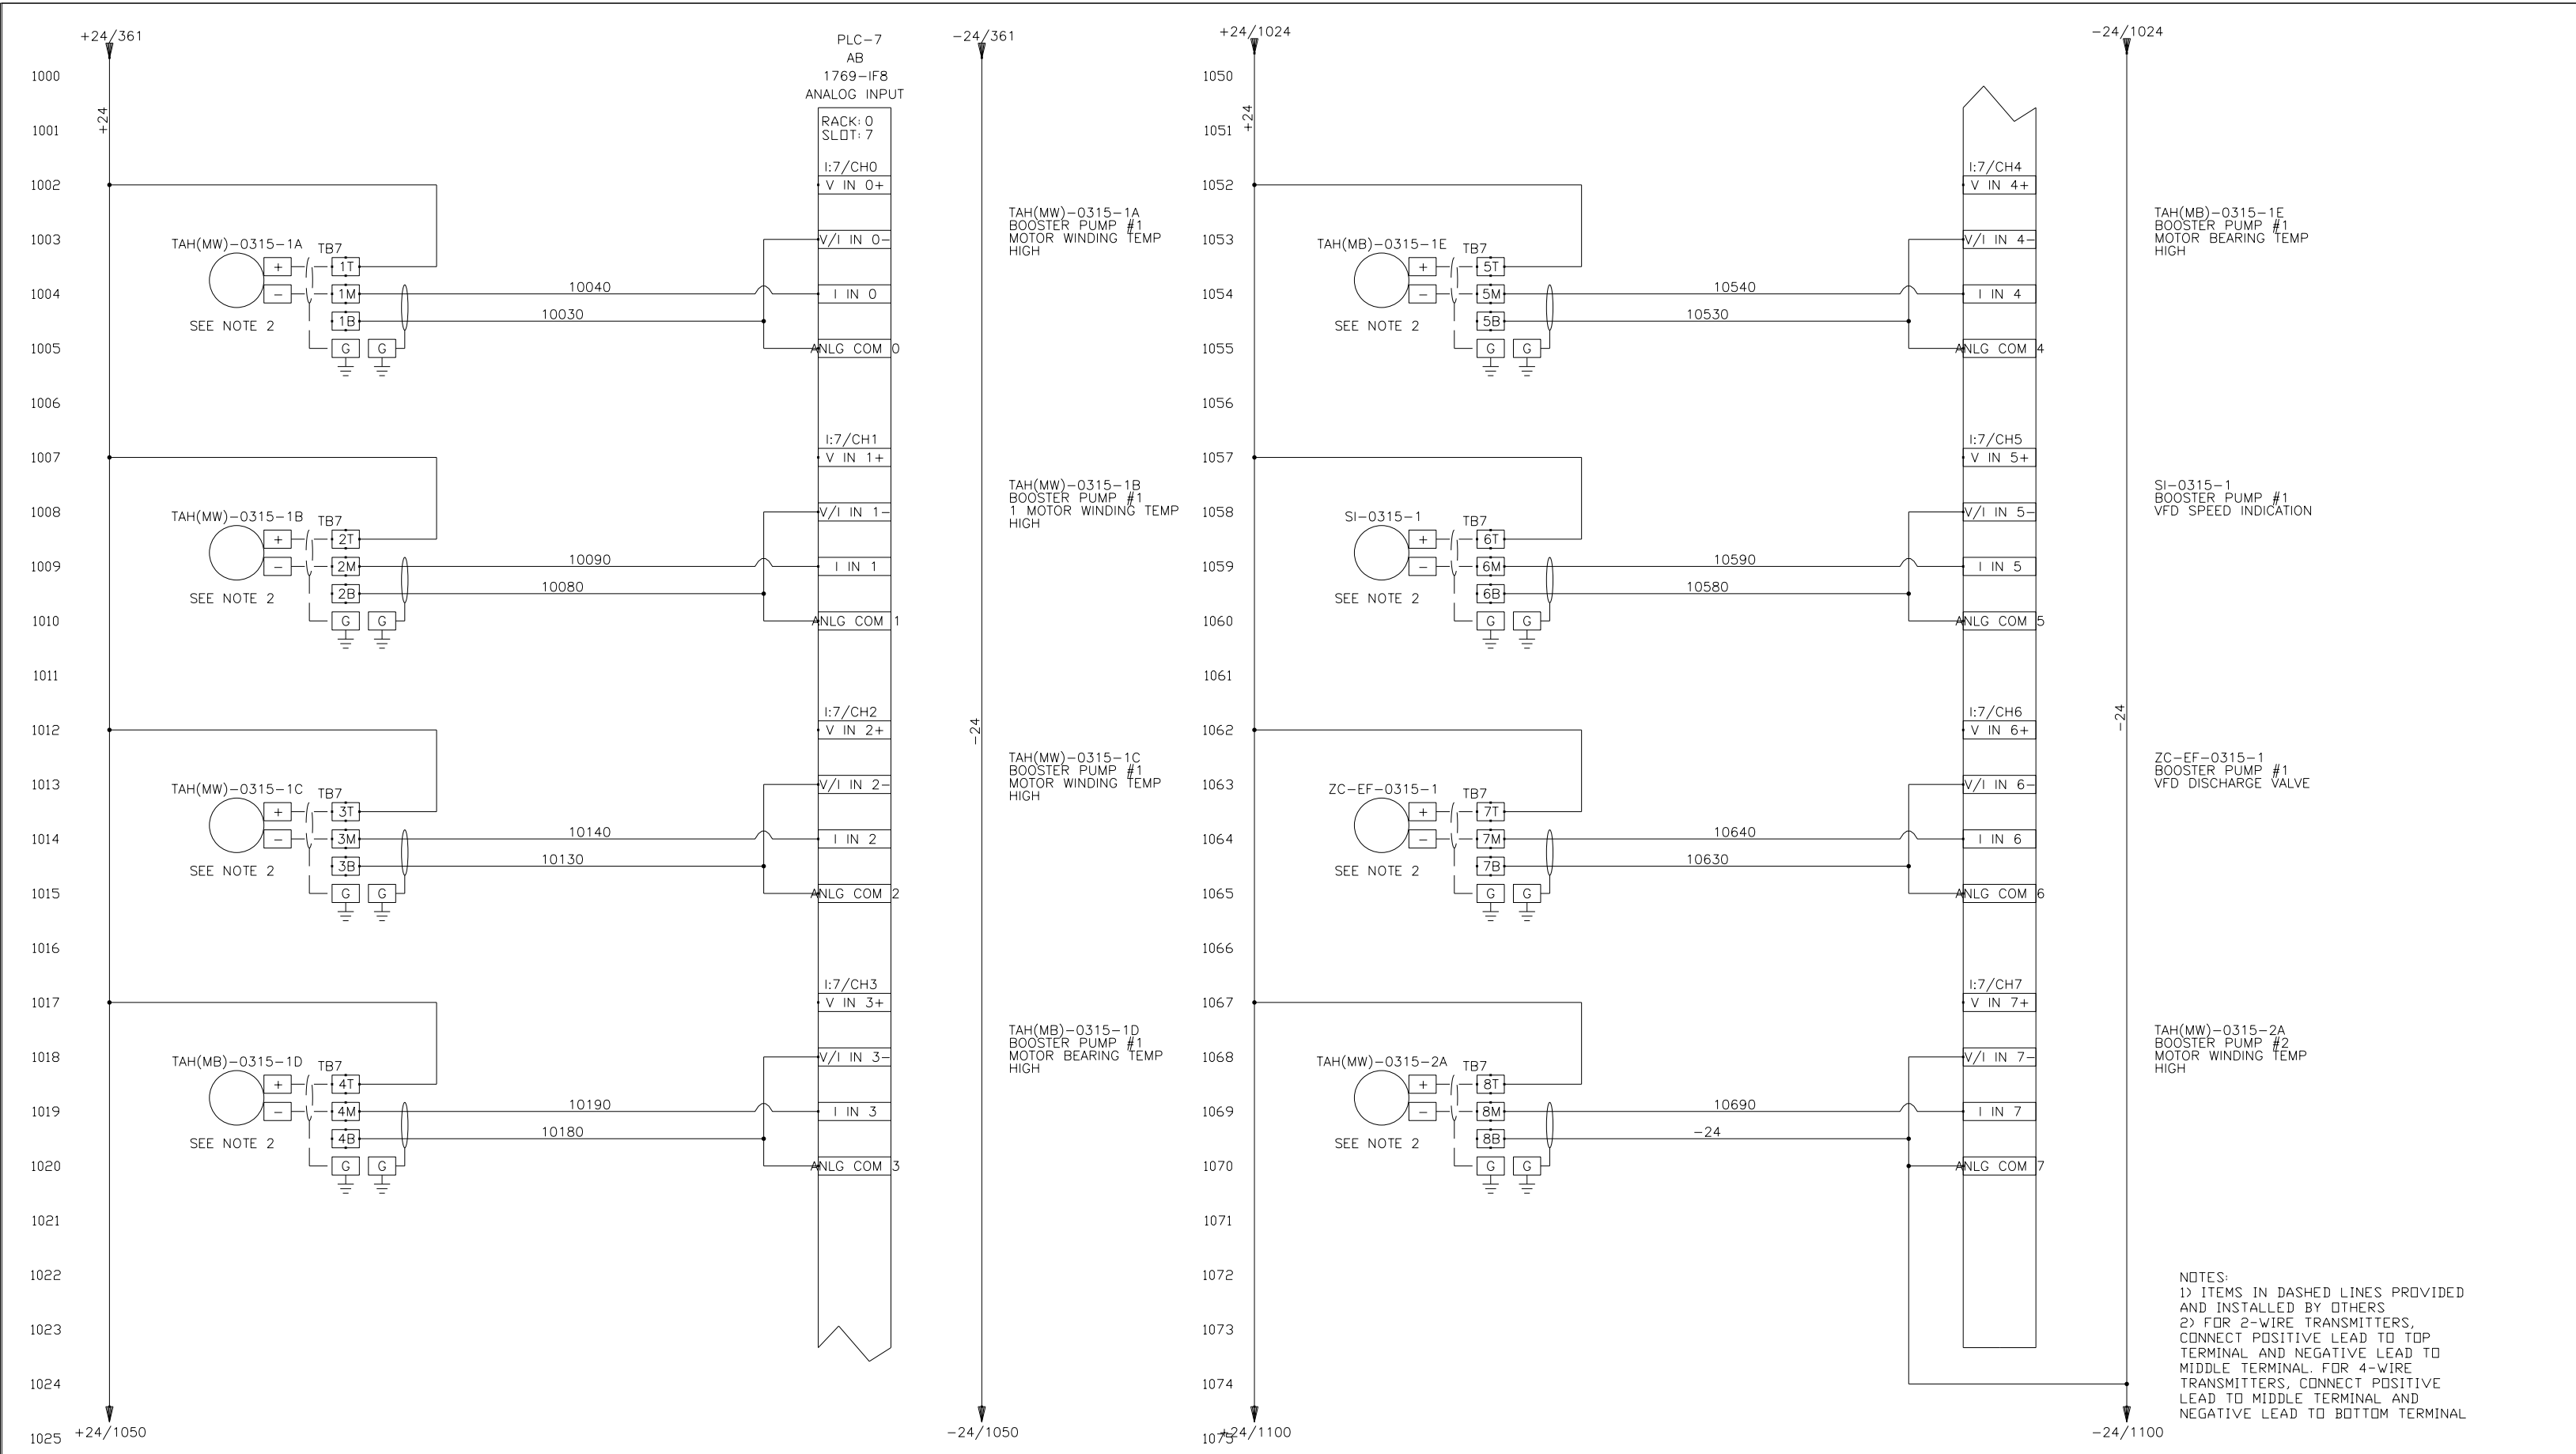 +24/361
PLC-7
AB
1769-IF8
ANALOG INPUT
-24/361
1000
+24
1001
RACK: 0
SLOT: 7
I:7/CH0
1002
V IN 0+
TAH(MW)-0315-1A
BOOSTER PUMP #1
MOTOR WINDING TEMP
HIGH
1003
TAH(MW)-0315-1A
TB7
V/I IN 0-
+
1T
1004
-
1M
10040
I IN 0
SEE NOTE 2
1B
10030
1005
G
G
ANLG COM 0
1006
I:7/CH1
1007
V IN 1+
TAH(MW)-0315-1B
BOOSTER PUMP #1
1 MOTOR WINDING TEMP
HIGH
1008
TAH(MW)-0315-1B
TB7
V/I IN 1-
+
2T
1009
-
2M
10090
I IN 1
SEE NOTE 2
2B
10080
1010
G
G
ANLG COM 1
1011
I:7/CH2
1012
V IN 2+
-24
TAH(MW)-0315-1C
BOOSTER PUMP #1
MOTOR WINDING TEMP
HIGH
1013
TAH(MW)-0315-1C
TB7
V/I IN 2-
+
3T
1014
-
3M
10140
I IN 2
SEE NOTE 2
3B
10130
1015
G
G
ANLG COM 2
1016
I:7/CH3
1017
V IN 3+
TAH(MB)-0315-1D
BOOSTER PUMP #1
MOTOR BEARING TEMP
HIGH
1018
TAH(MB)-0315-1D
TB7
V/I IN 3-
+
4T
1019
-
4M
10190
I IN 3
SEE NOTE 2
4B
10180
1020
G
G
ANLG COM 3
1021
1022
1023
1024
1025
+24/1050
-24/1050
+24/1024
-24/1024
1050
+24
1051
I:7/CH4
1052
V IN 4+
TAH(MB)-0315-1E
BOOSTER PUMP #1
MOTOR BEARING TEMP
HIGH
1053
TAH(MB)-0315-1E
TB7
V/I IN 4-
+
5T
1054
-
5M
10540
I IN 4
SEE NOTE 2
5B
10530
1055
G
G
ANLG COM 4
1056
I:7/CH5
1057
V IN 5+
SI-0315-1
BOOSTER PUMP #1
VFD SPEED INDICATION
1058
SI-0315-1
TB7
V/I IN 5-
+
6T
1059
-
6M
10590
I IN 5
SEE NOTE 2
6B
10580
1060
G
G
ANLG COM 5
1061
I:7/CH6
1062
V IN 6+
-24
ZC-EF-0315-1
BOOSTER PUMP #1
VFD DISCHARGE VALVE
1063
ZC-EF-0315-1
TB7
V/I IN 6-
+
7T
1064
-
7M
10640
I IN 6
SEE NOTE 2
7B
10630
1065
G
G
ANLG COM 6
1066
I:7/CH7
1067
V IN 7+
TAH(MW)-0315-2A
BOOSTER PUMP #2
MOTOR WINDING TEMP
HIGH
1068
TAH(MW)-0315-2A
TB7
V/I IN 7-
+
8T
1069
-
8M
10690
I IN 7
SEE NOTE 2
8B
-24
1070
G
G
ANLG COM 7
1071
1072
1073
1074
1075
+24/1100
-24/1100
NOTES:
1) ITEMS IN DASHED LINES PROVIDED
AND INSTALLED BY OTHERS
2) FOR 2-WIRE TRANSMITTERS,
CONNECT POSITIVE LEAD TO TOP
TERMINAL AND NEGATIVE LEAD TO
MIDDLE TERMINAL. FOR 4-WIRE
TRANSMITTERS, CONNECT POSITIVE
LEAD TO MIDDLE TERMINAL AND
NEGATIVE LEAD TO BOTTOM TERMINAL